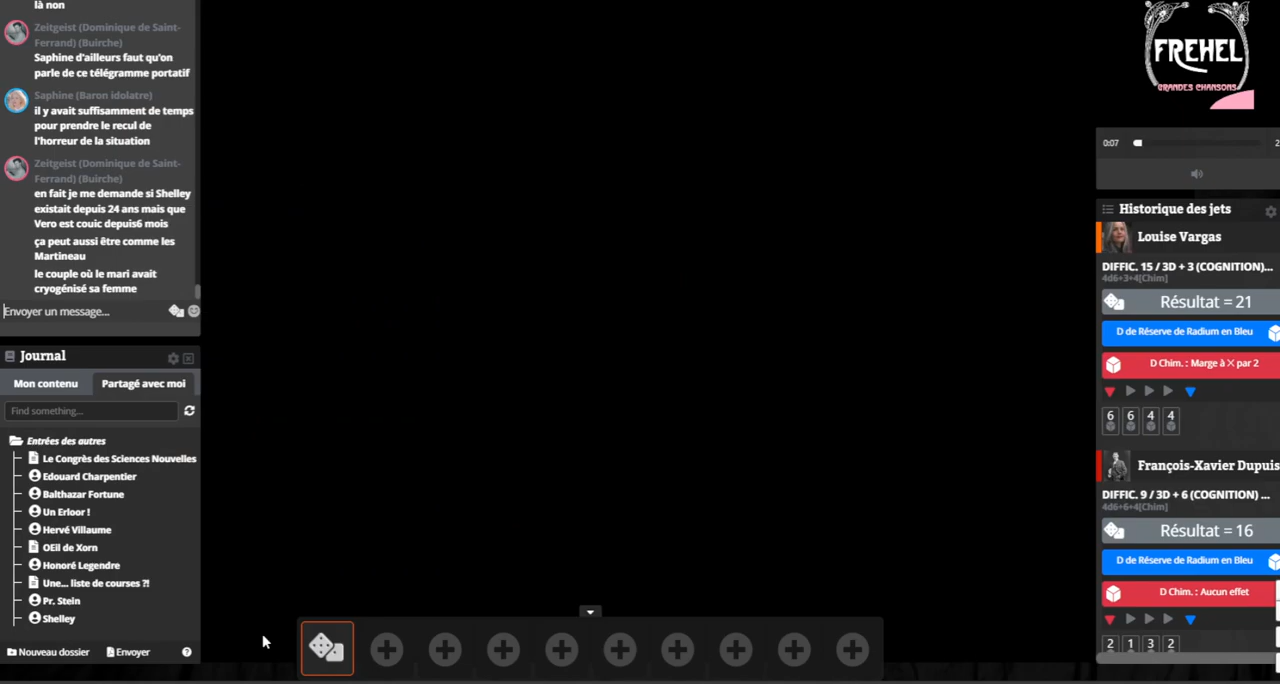 là non
Zeitgeist (Dominique de Saint-
Ferrand) (Buirche)
Saphine d'ailleurs faut qu'on
parle de ce télégramme portatif
Saphine (Baron idolatre)
il y avait suffisamment de temps
pour prendre le recul de
l'horreur de la situation
Zeitgeist (Dominique de Saint-
Ferrand) (Buirche)
en fait je me demande si Shelley
existait depuis 24 ans mais que
Vero est couic depuis6 mois
ça peut aussi être comme les
Martineau
le couple où le mari avait
cryogénisé sa femme
Envoyer un message...
Journal
Mon contenu
Partagé avec moi
Find something...
Entrées des autres
Le Congrès des Sciences Nouvelles
Edouard Charpentier
Balthazar Fortune
Un Erloor !
Hervé Villaume
OEil de Xorn
Honoré Legendre
Une... liste de courses ?!
Pr. Stein
Shelley
Nouveau dossier
Envoyer
?
FREHEL
GRANDES CHANSONS
0:07
2
Historique des jets
Louise Vargas
DIFFIC. 15 / 3D + 3 (COGNITION)...
4d6+3+4[Chim]
Résultat = 21
D de Réserve de Radium en Bleu
D Chim. : Marge à X par 2
6 6 4 4
François-Xavier Dupuis
DIFFIC. 9 / 3D + 6 (COGNITION) ...
4d6+6+4[Chim]
Résultat = 16
D de Réserve de Radium en Bleu
D Chim. : Aucun effet
2 1 3 2